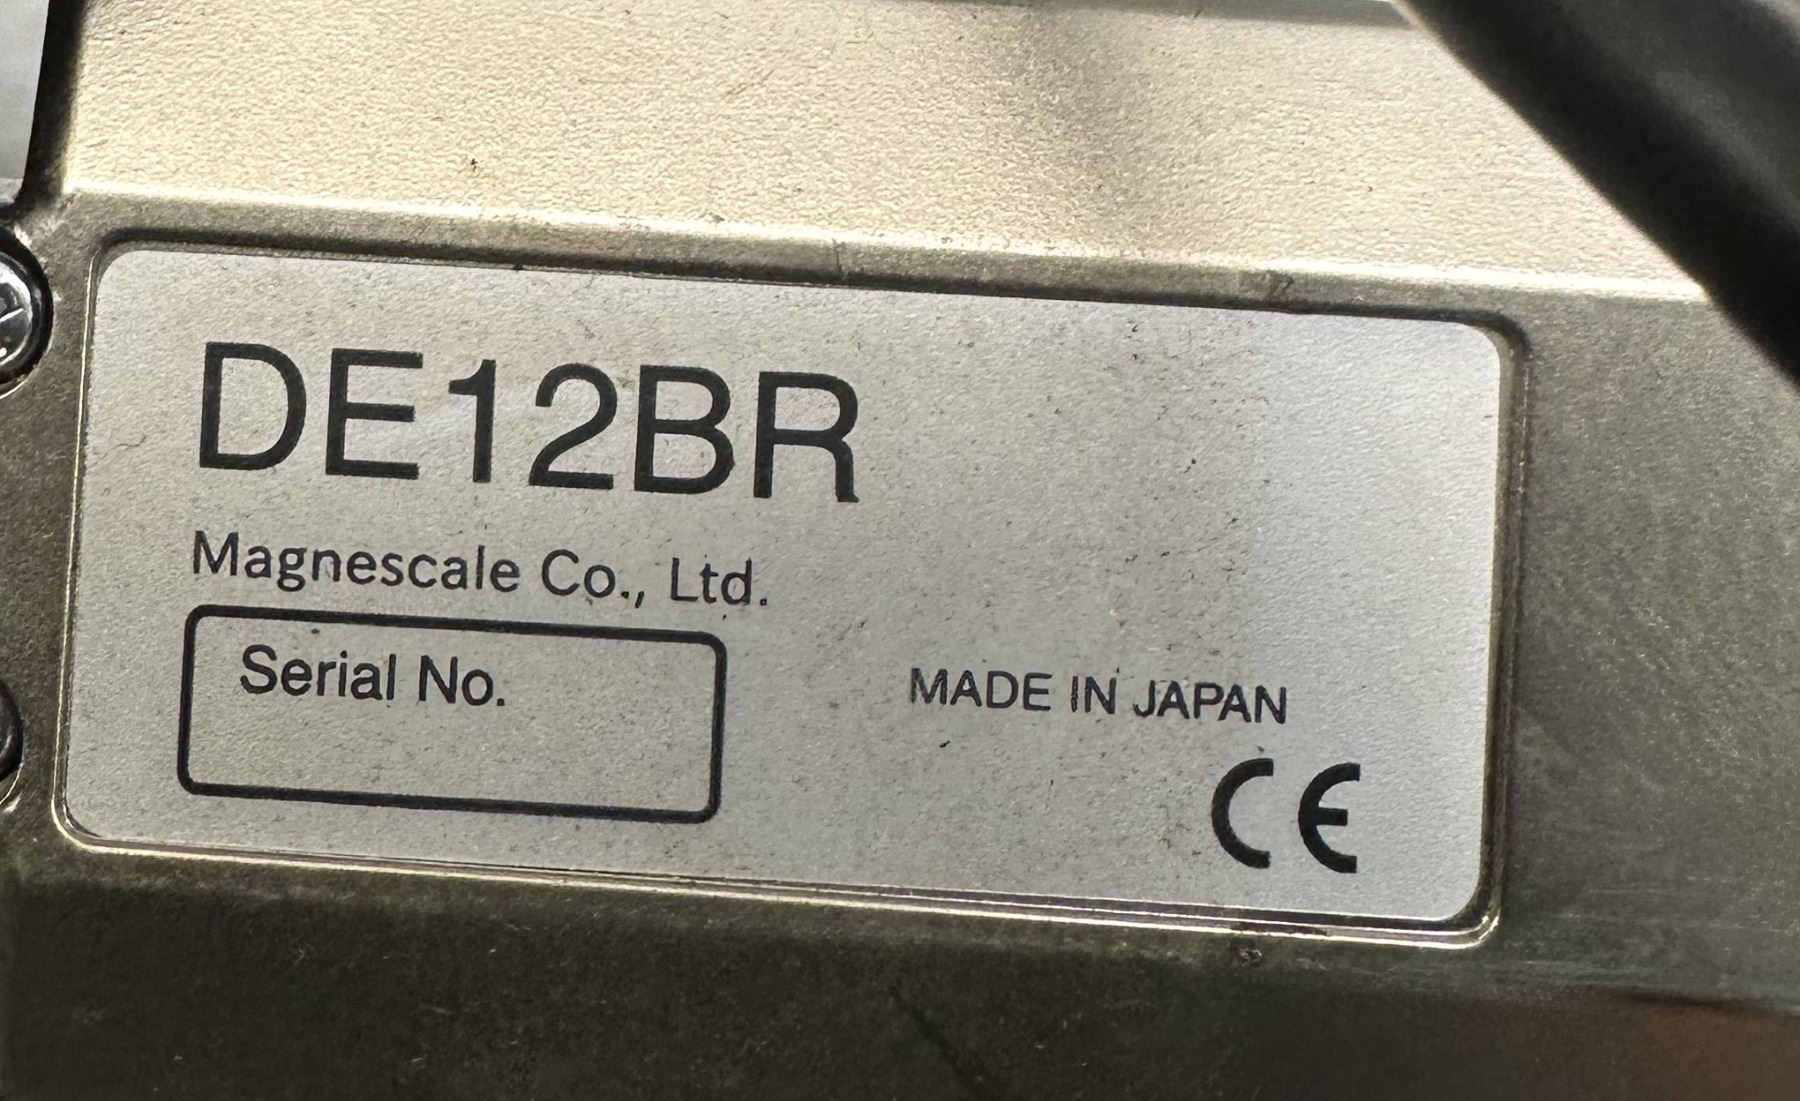 DE12BR
Magnescale Co., Ltd.
Serial No.
MADE IN JAPAN
CE